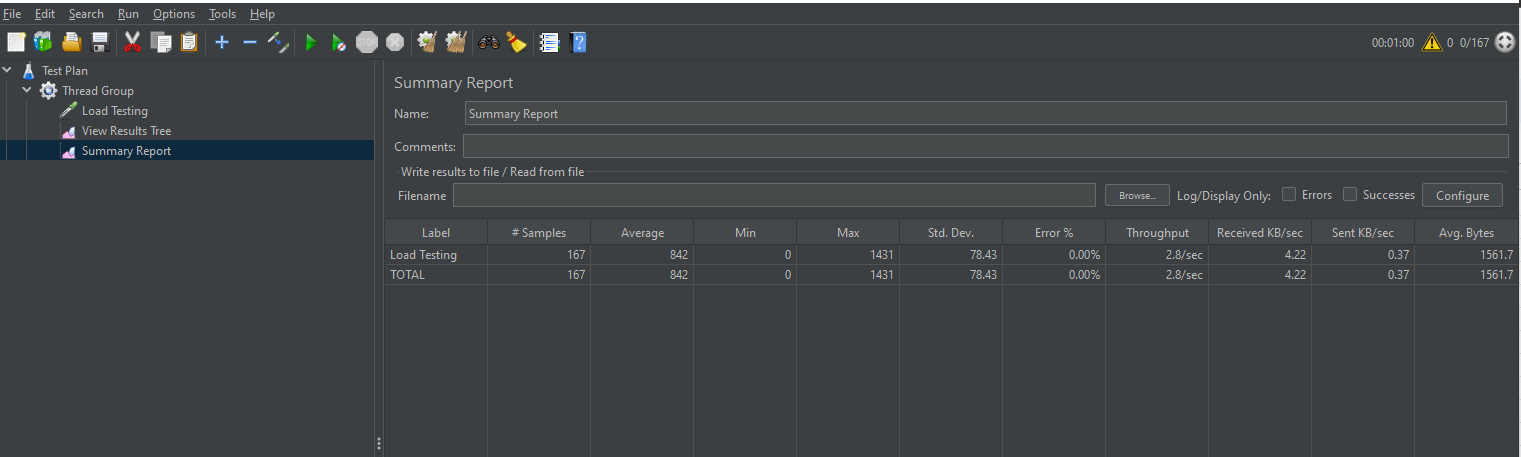 File Edit Search Run Options Tools Help
STOP 00:01:00 0 0/167
Test Plan
Thread Group
Load Testing
View Results Tree
Summary Report
Summary Report
Name: Summary Report
Comments:
Write results to file / Read from file
Filename Browse... Log/Display Only: Errors Successes Configure
Label # Samples Average Min Max Std. Dev. Error % Throughput Received KB/sec Sent KB/sec Avg. Bytes
Load Testing 167 842 0 1431 78.43 0.00% 2.8/sec 4.22 0.37 1561.7
TOTAL 167 842 0 1431 78.43 0.00% 2.8/sec 4.22 0.37 1561.7